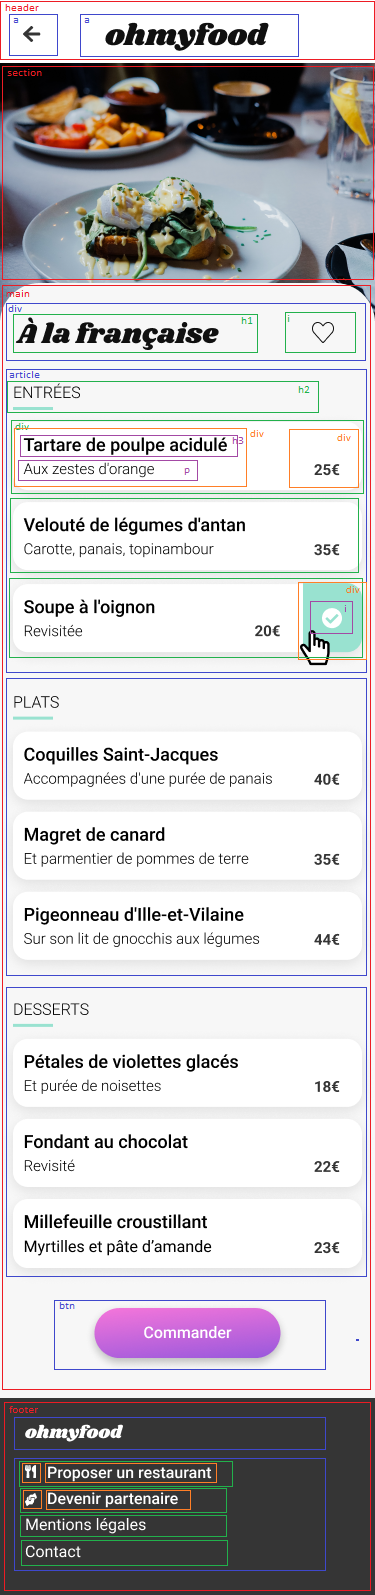 header
a
a
ohmyfood
section
main
div
À la française
h1
i
article
ENTRÉES
h2
div
Tartare de poulpe acidulé
h3
div
div
Aux zestes d'orange
p
25€
Velouté de légumes d'antan
Carotte, panais, topinambour
35€
div
Soupe à l'oignon
i
Revisitée
20€
PLATS
Coquilles Saint-Jacques
Accompagnées d'une purée de panais
40€
Magret de canard
Et parmentier de pommes de terre
35€
Pigeonneau d'Ille-et-Vilaine
Sur son lit de gnocchis aux légumes
44€
DESSERTS
Pétales de violettes glacés
Et purée de noisettes
18€
Fondant au chocolat
Revisité
22€
Millefeuille croustillant
Myrtilles et pâte d’amande
23€
btn
Commander
footer
ohmyfood
Proposer un restaurant
Devenir partenaire
Mentions légales
Contact